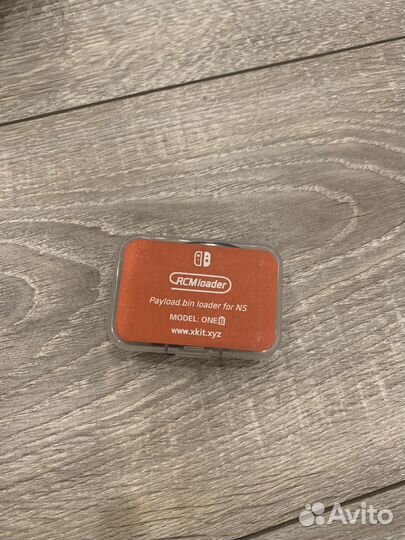 RCMloader
Payload.bin loader for NS
MODEL: ONE B
www.xkit.xyz
Avito